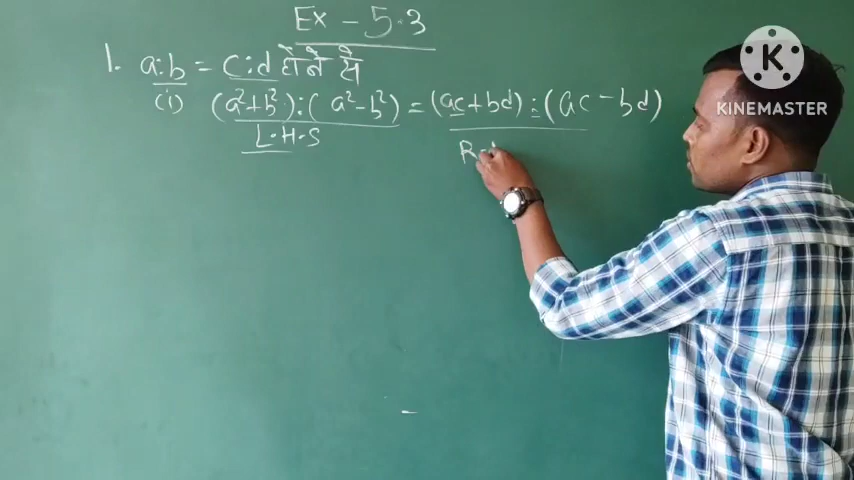 Ex - 5.3
1. a:b = c:d होने से
(i) (a²+b²):(a²-b²) = (ac+bd):(ac-bd)
L.H.S R.
K
KINEMASTER